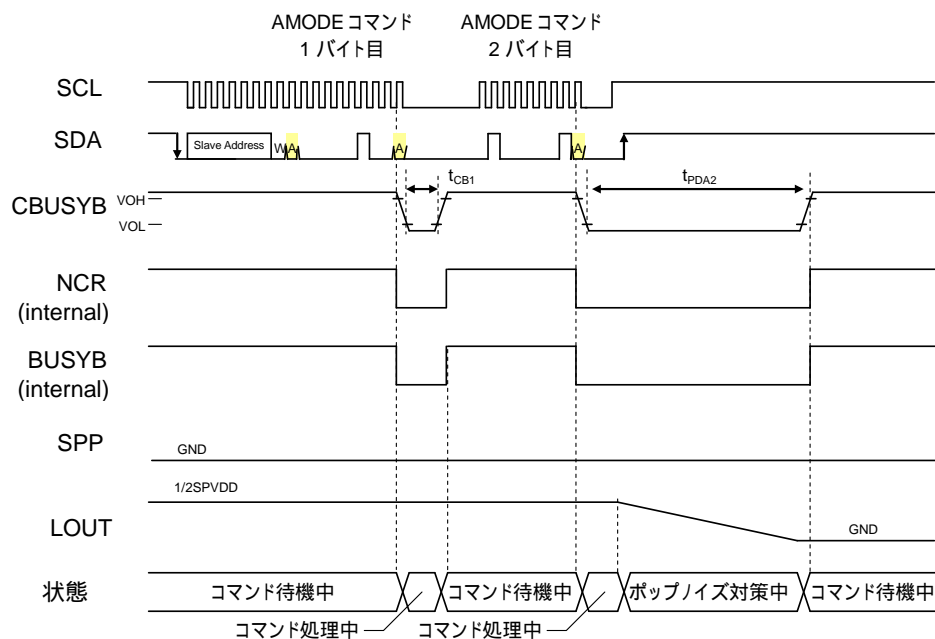 AMODE コマンド
1 バイト目
AMODE コマンド
2 バイト目
SCL
SDA
Slave Address
W
A
A
A
CBUSYB
VOH
VOL
tCB1
tPDA2
NCR
(internal)
BUSYB
(internal)
SPP
GND
1/2SPVDD
LOUT
GND
状態
コマンド待機中
コマンド待機中
ポップノイズ対策中
コマンド待機中
コマンド処理中
コマンド処理中